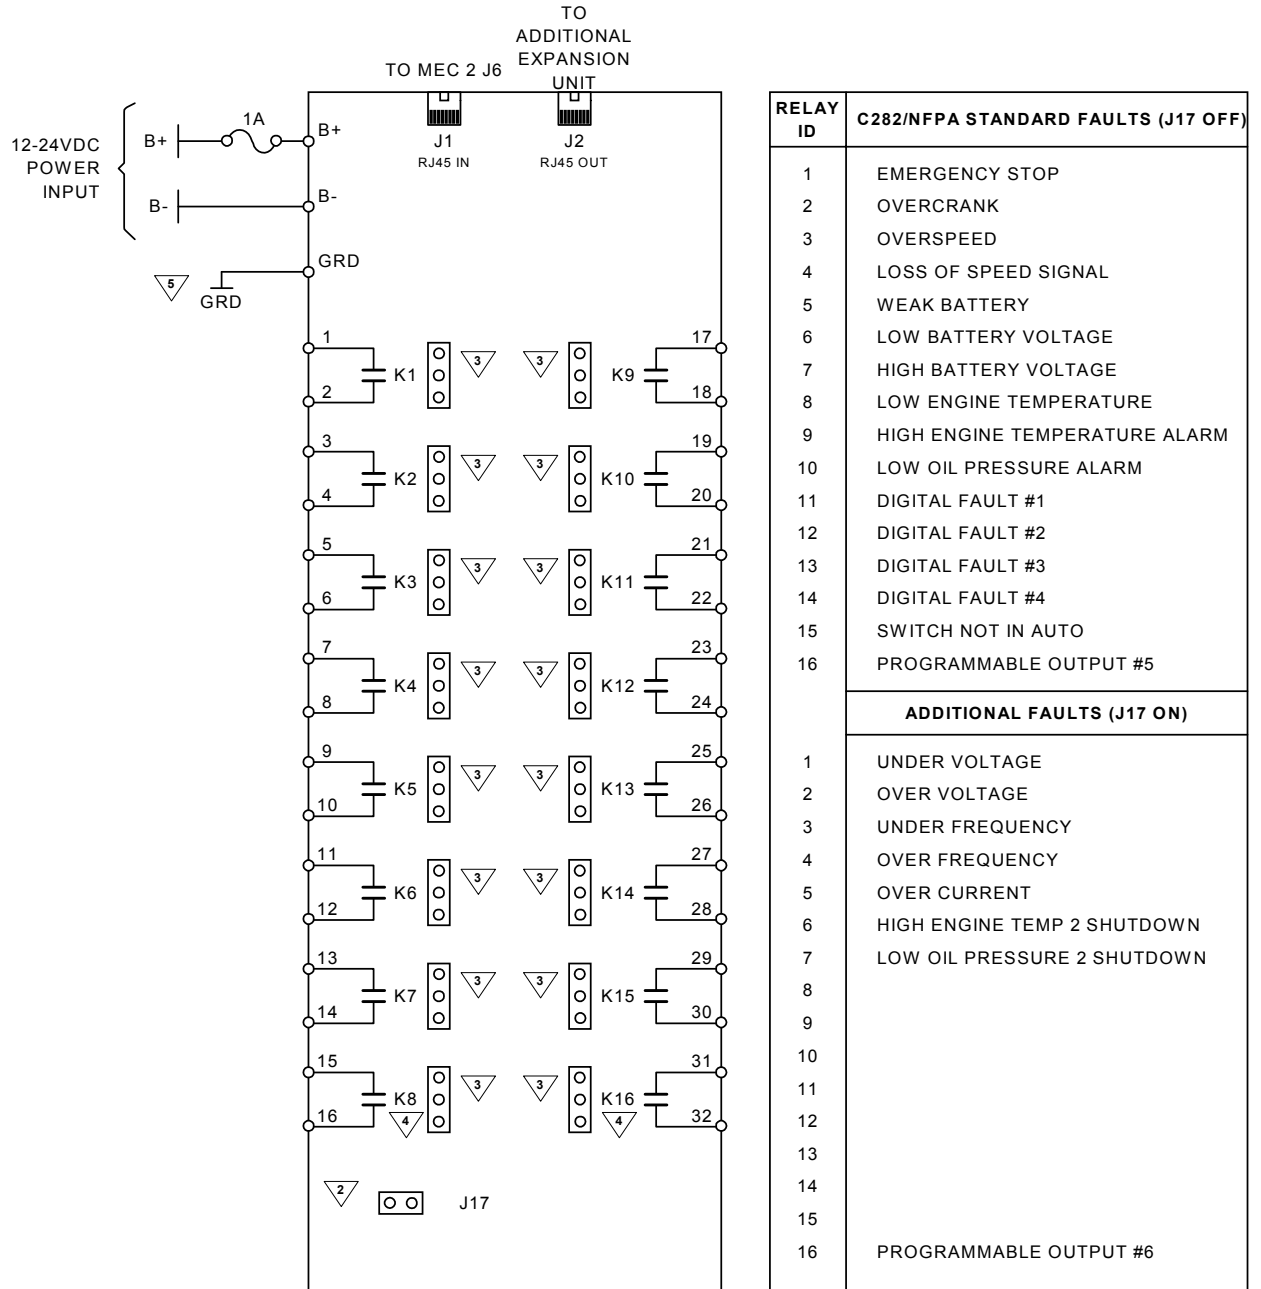 TO
ADDITIONAL
EXPANSION
UNIT
TO MEC 2 J6
12-24VDC
POWER
INPUT
B+
1A
B+
B-
B-
GRD
GRD
5
J1
RJ45 IN
J2
RJ45 OUT
1
K1
2
3
3
17
K9
18
3
K2
4
3
3
19
K10
20
5
K3
6
3
3
21
K11
22
7
K4
8
3
3
23
K12
24
9
K5
10
3
3
25
K13
26
11
K6
12
3
3
27
K14
28
13
K7
14
3
3
29
K15
30
15
K8
16
4
3
3
31
K16
32
4
2
J17
RELAY ID
C282/NFPA STANDARD FAULTS (J17 OFF)
1 EMERGENCY STOP
2 OVERCRANK
3 OVERSPEED
4 LOSS OF SPEED SIGNAL
5 WEAK BATTERY
6 LOW BATTERY VOLTAGE
7 HIGH BATTERY VOLTAGE
8 LOW ENGINE TEMPERATURE
9 HIGH ENGINE TEMPERATURE ALARM
10 LOW OIL PRESSURE ALARM
11 DIGITAL FAULT #1
12 DIGITAL FAULT #2
13 DIGITAL FAULT #3
14 DIGITAL FAULT #4
15 SWITCH NOT IN AUTO
16 PROGRAMMABLE OUTPUT #5
ADDITIONAL FAULTS (J17 ON)
1 UNDER VOLTAGE
2 OVER VOLTAGE
3 UNDER FREQUENCY
4 OVER FREQUENCY
5 OVER CURRENT
6 HIGH ENGINE TEMP 2 SHUTDOWN
7 LOW OIL PRESSURE 2 SHUTDOWN
8
9
10
11
12
13
14
15
16 PROGRAMMABLE OUTPUT #6